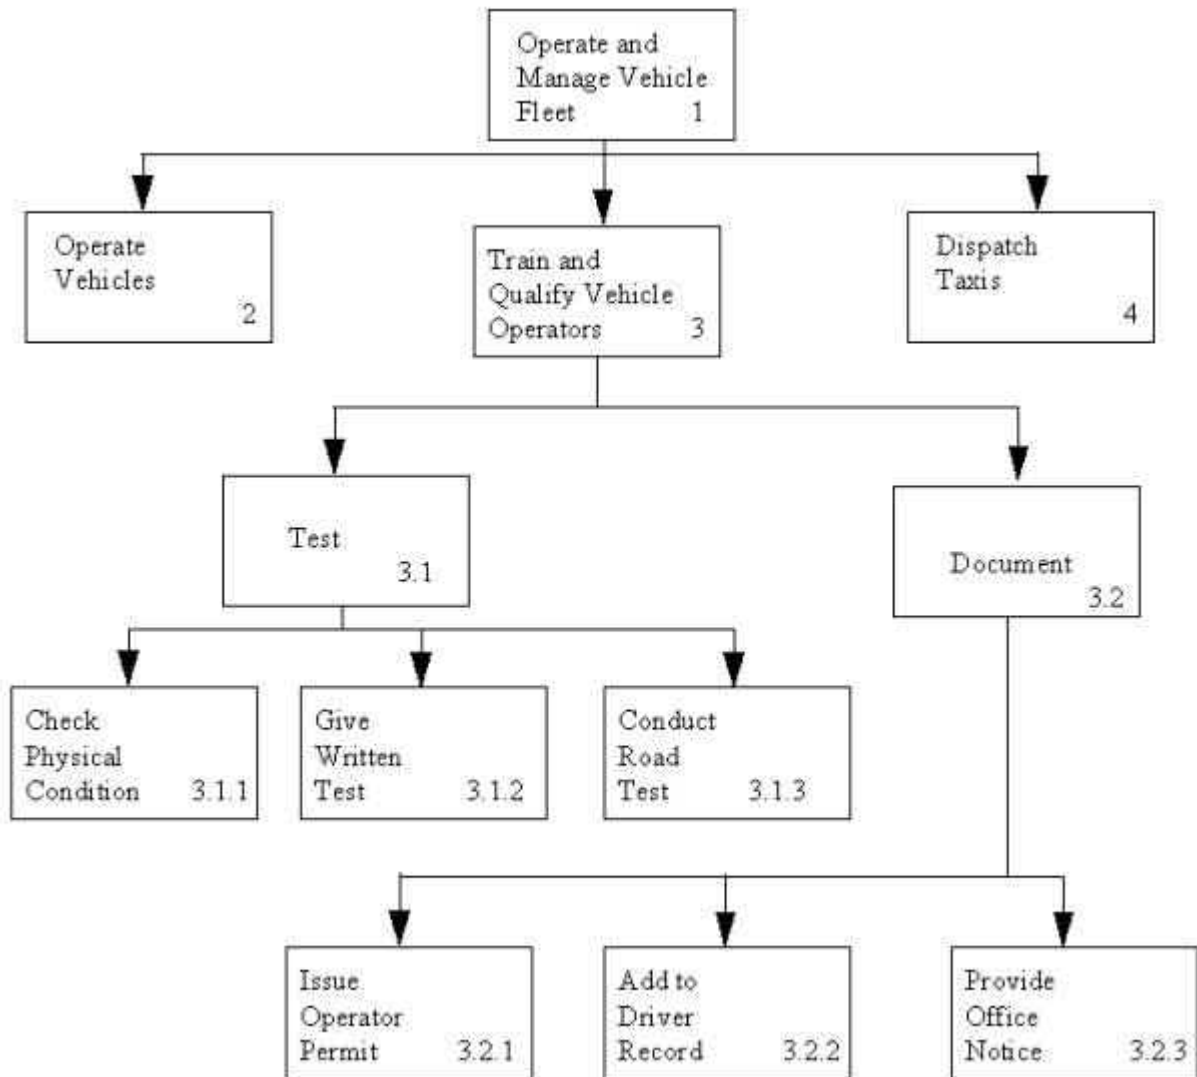 Operate and
Manage Vehicle
Fleet 1
Operate
Vehicles
2
Train and
Qualify Vehicle
Operators 3
Dispatch
Taxis
4
Test
3.1
Document
3.2
Check
Physical
Condition 3.1.1
Give
Written
Test 3.1.2
Conduct
Road
Test 3.1.3
Issue
Operator
Permit 3.2.1
Add to
Driver
Record 3.2.2
Provide
Office
Notice 3.2.3